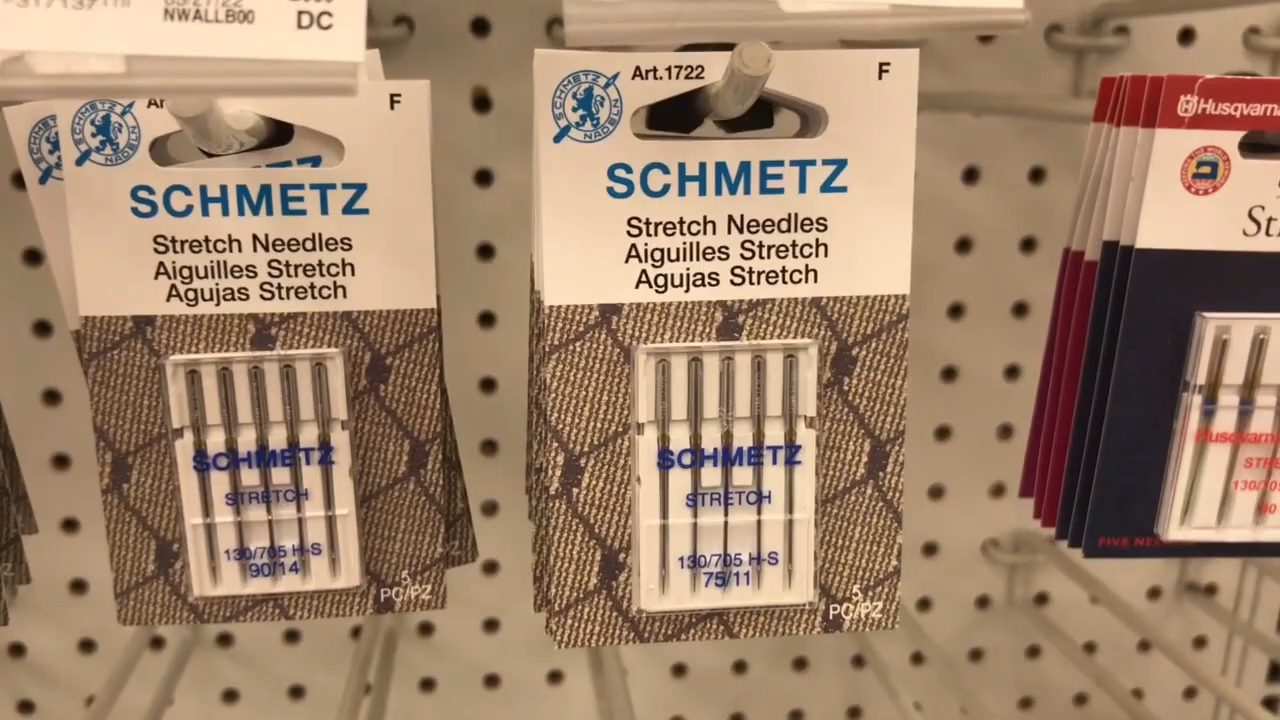 NWALLB00
DC
F
SCHMETZ
Stretch Needles
Aiguilles Stretch
Agujas Stretch
SCHMETZ
STRETCH
130/705 H-S
90/14
5
PC/PZ
SCHMETZ
NADELN
Art.1722
F
SCHMETZ
Stretch Needles
Aiguilles Stretch
Agujas Stretch
SCHMETZ
STRETCH
130/705 H-S
75/11
5
PC/PZ